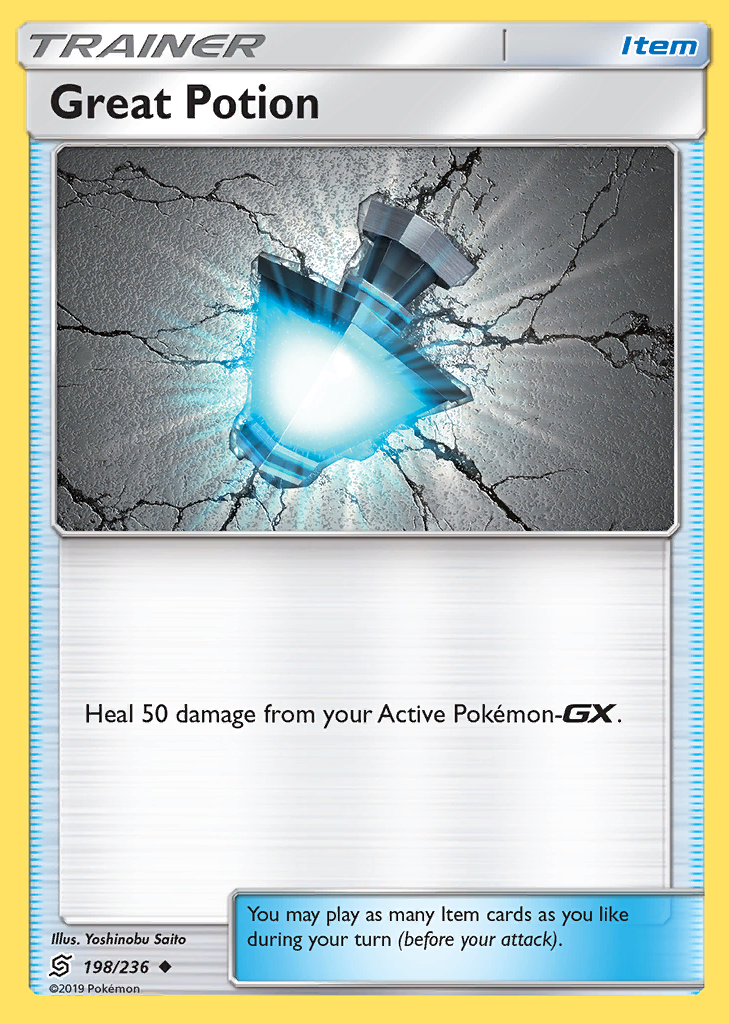 TRAINER
Item
Great Potion
Heal 50 damage from your Active Pokémon-GX.
You may play as many Item cards as you like
during your turn (before your attack).
Illus. Yoshinobu Saito
198/236
©2019 Pokémon